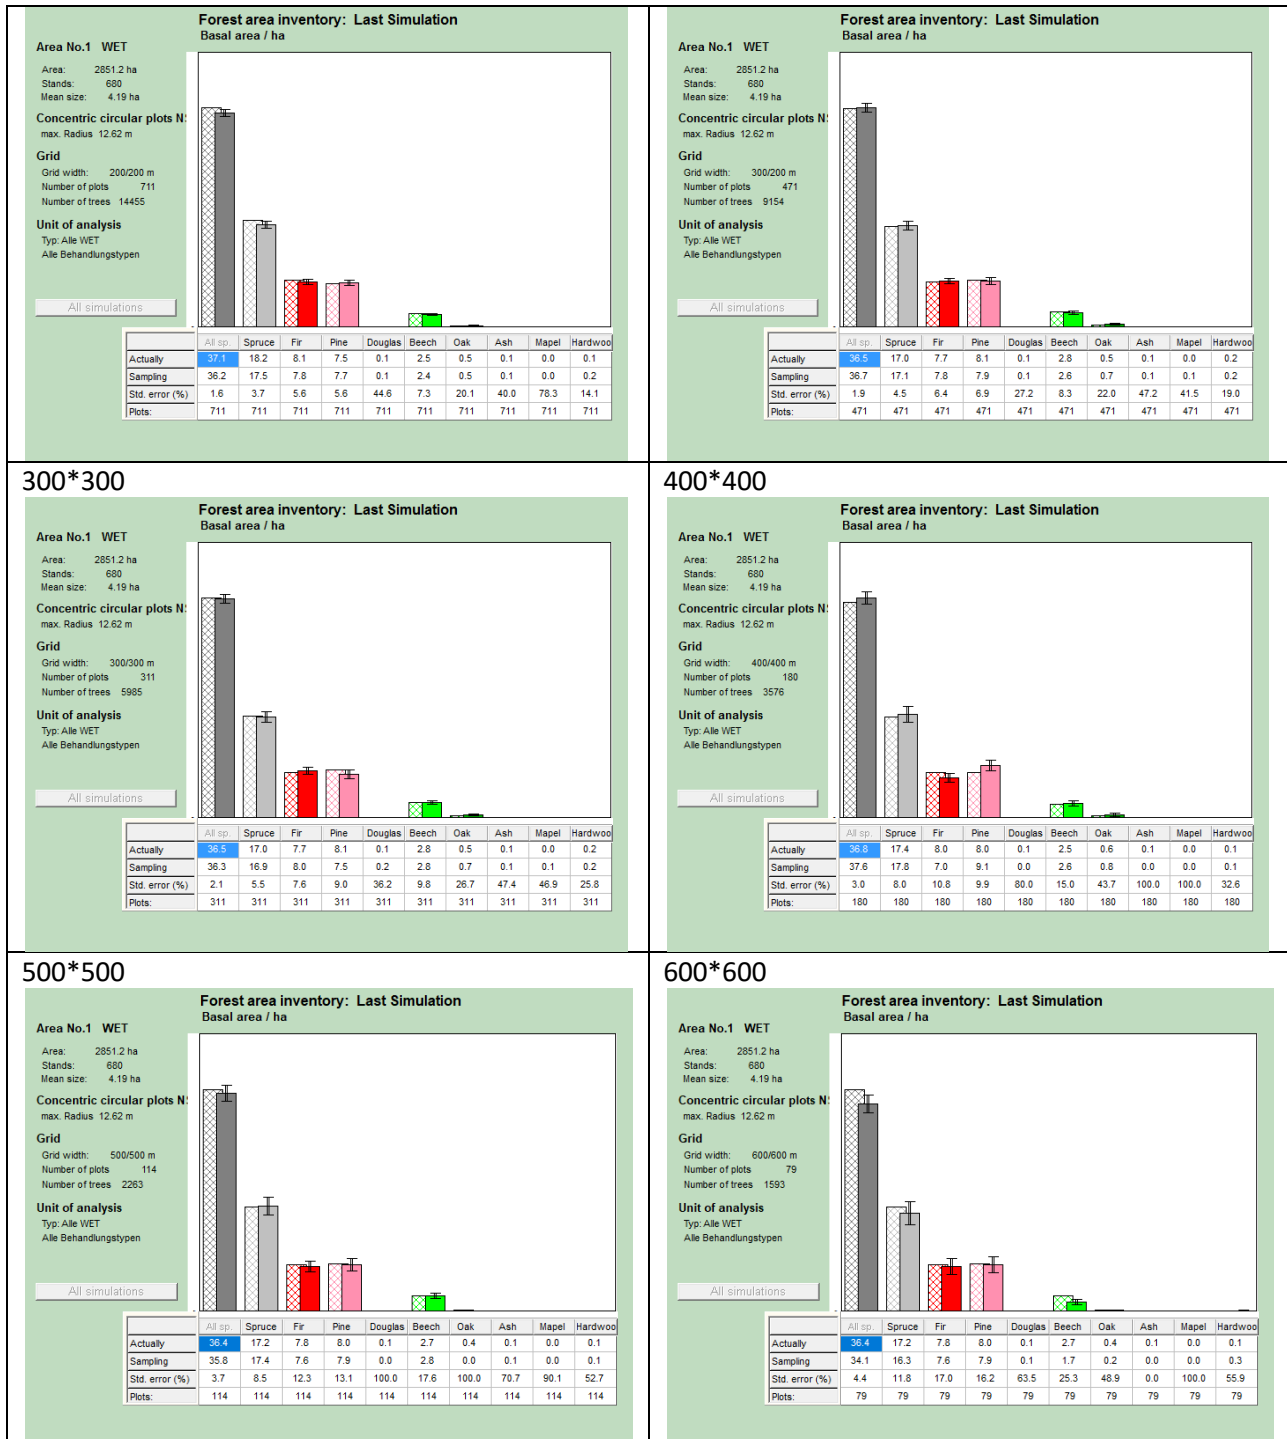 Forest area inventory: Last Simulation
Basal area / ha
Area No.1 WET
Area: 2851.2 ha
Stands: 680
Mean size: 4.19 ha
Concentric circular plots N
max. Radius 12.62 m
Grid
Grid width: 200/200 m
Number of plots 711
Number of trees 14455
Unit of analysis
Typ: Alle WET
Alle Behandlungstypen
All simulations
All sp. Spruce Fir Pine Douglas Beech Oak Ash Mapel Hardwoo
Actually 37.1 18.2 8.1 7.5 0.1 2.5 0.5 0.1 0.0 0.1
Sampling 36.2 17.5 7.8 7.7 0.1 2.4 0.5 0.1 0.0 0.2
Std. error (%) 1.6 3.7 5.6 5.6 44.6 7.3 20.1 40.0 78.3 14.1
Plots: 711 711 711 711 711 711 711 711 711 711
Forest area inventory: Last Simulation
Basal area / ha
Area No.1 WET
Area: 2851.2 ha
Stands: 680
Mean size: 4.19 ha
Concentric circular plots N
max. Radius 12.62 m
Grid
Grid width: 300/200 m
Number of plots 471
Number of trees 9154
Unit of analysis
Typ: Alle WET
Alle Behandlungstypen
All simulations
All sp. Spruce Fir Pine Douglas Beech Oak Ash Mapel Hardwoo
Actually 36.5 17.0 7.7 8.1 0.1 2.8 0.5 0.1 0.0 0.2
Sampling 36.7 17.1 7.8 7.9 0.1 2.6 0.7 0.1 0.1 0.2
Std. error (%) 1.9 4.5 6.4 6.9 27.2 8.3 22.0 47.2 41.5 19.0
Plots: 471 471 471 471 471 471 471 471 471 471
300*300
Forest area inventory: Last Simulation
Basal area / ha
Area No.1 WET
Area: 2851.2 ha
Stands: 680
Mean size: 4.19 ha
Concentric circular plots N
max. Radius 12.62 m
Grid
Grid width: 300/300 m
Number of plots 311
Number of trees 5985
Unit of analysis
Typ: Alle WET
Alle Behandlungstypen
All simulations
All sp. Spruce Fir Pine Douglas Beech Oak Ash Mapel Hardwoo
Actually 36.5 17.0 7.7 8.1 0.1 2.8 0.5 0.1 0.0 0.2
Sampling 36.3 16.9 8.0 7.5 0.2 2.8 0.7 0.1 0.1 0.2
Std. error (%) 2.1 5.5 7.6 9.0 36.2 9.8 26.7 47.4 46.9 25.8
Plots: 311 311 311 311 311 311 311 311 311 311
400*400
Forest area inventory: Last Simulation
Basal area / ha
Area No.1 WET
Area: 2851.2 ha
Stands: 680
Mean size: 4.19 ha
Concentric circular plots N
max. Radius 12.62 m
Grid
Grid width: 400/400 m
Number of plots 180
Number of trees 3576
Unit of analysis
Typ: Alle WET
Alle Behandlungstypen
All simulations
All sp. Spruce Fir Pine Douglas Beech Oak Ash Mapel Hardwoo
Actually 36.8 17.4 8.0 8.0 0.1 2.5 0.6 0.1 0.0 0.1
Sampling 37.6 17.8 7.0 9.1 0.0 2.6 0.8 0.0 0.0 0.1
Std. error (%) 3.0 8.0 10.8 9.9 80.0 15.0 43.7 100.0 100.0 32.6
Plots: 180 180 180 180 180 180 180 180 180 180
500*500
Forest area inventory: Last Simulation
Basal area / ha
Area No.1 WET
Area: 2851.2 ha
Stands: 680
Mean size: 4.19 ha
Concentric circular plots N
max. Radius 12.62 m
Grid
Grid width: 500/500 m
Number of plots 114
Number of trees 2263
Unit of analysis
Typ: Alle WET
Alle Behandlungstypen
All simulations
All sp. Spruce Fir Pine Douglas Beech Oak Ash Mapel Hardwoo
Actually 36.4 17.2 7.8 8.0 0.1 2.7 0.4 0.1 0.0 0.1
Sampling 35.8 17.4 7.6 7.9 0.0 2.8 0.0 0.1 0.0 0.1
Std. error (%) 3.7 8.5 12.3 13.1 100.0 17.6 100.0 70.7 90.1 52.7
Plots: 114 114 114 114 114 114 114 114 114 114
600*600
Forest area inventory: Last Simulation
Basal area / ha
Area No.1 WET
Area: 2851.2 ha
Stands: 680
Mean size: 4.19 ha
Concentric circular plots N
max. Radius 12.62 m
Grid
Grid width: 600/600 m
Number of plots 79
Number of trees 1593
Unit of analysis
Typ: Alle WET
Alle Behandlungstypen
All simulations
All sp. Spruce Fir Pine Douglas Beech Oak Ash Mapel Hardwoo
Actually 36.4 17.2 7.8 8.0 0.1 2.7 0.4 0.1 0.0 0.1
Sampling 34.1 16.3 7.6 7.9 0.1 1.7 0.2 0.0 0.0 0.3
Std. error (%) 4.4 11.8 17.0 16.2 63.5 25.3 48.9 0.0 100.0 55.9
Plots: 79 79 79 79 79 79 79 79 79 79